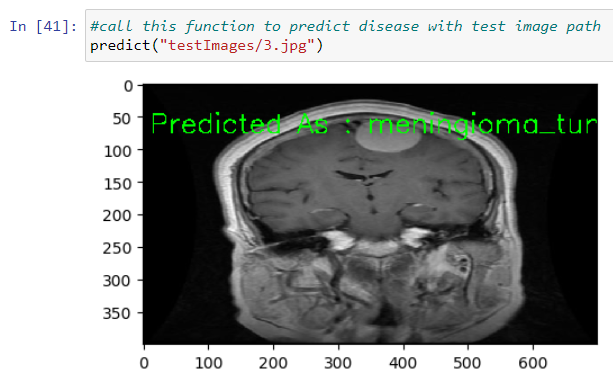 In [41]: #call this function to predict disease with test image path
predict("testImages/3.jpg")
0
50
Predicted As : meningioma_tur
100
150
200
250
300
350
0 100 200 300 400 500 600